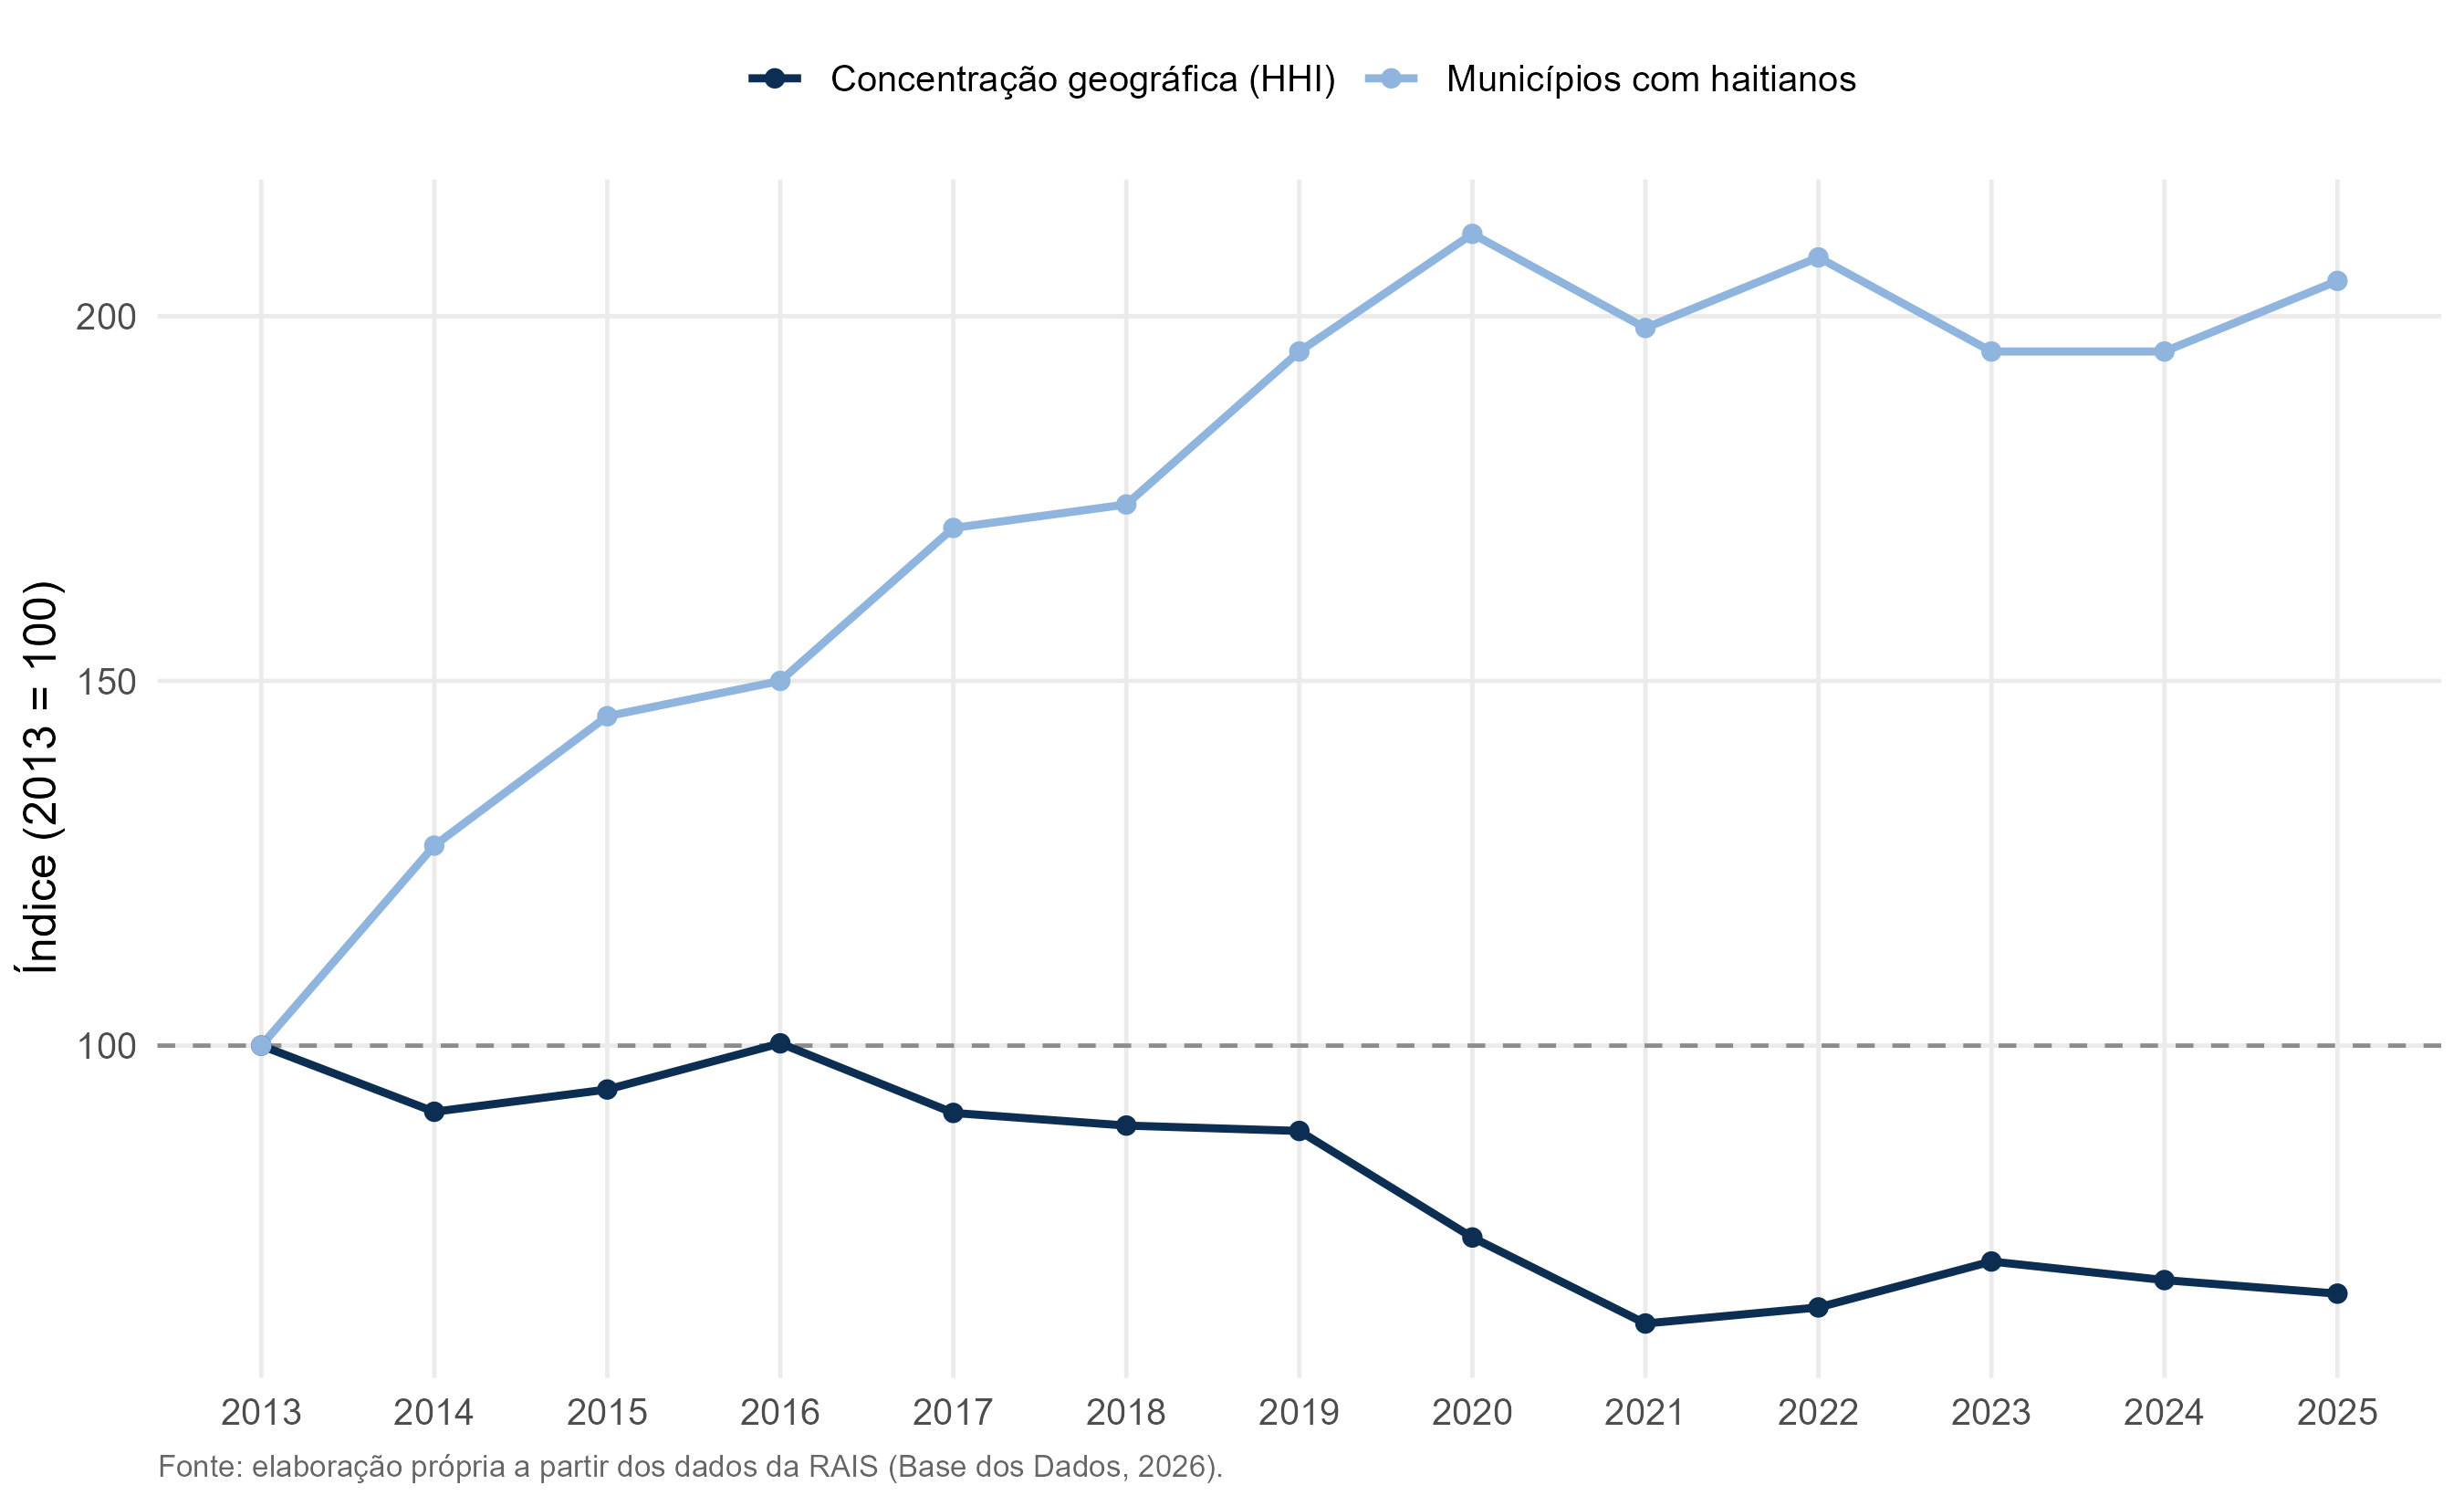 Concentração geográfica (HHI) Municípios com haitianos
Índice (2013 = 100)
200
150
100
2013 2014 2015 2016 2017 2018 2019 2020 2021 2022 2023 2024 2025
Fonte: elaboração própria a partir dos dados da RAIS (Base dos Dados, 2026).